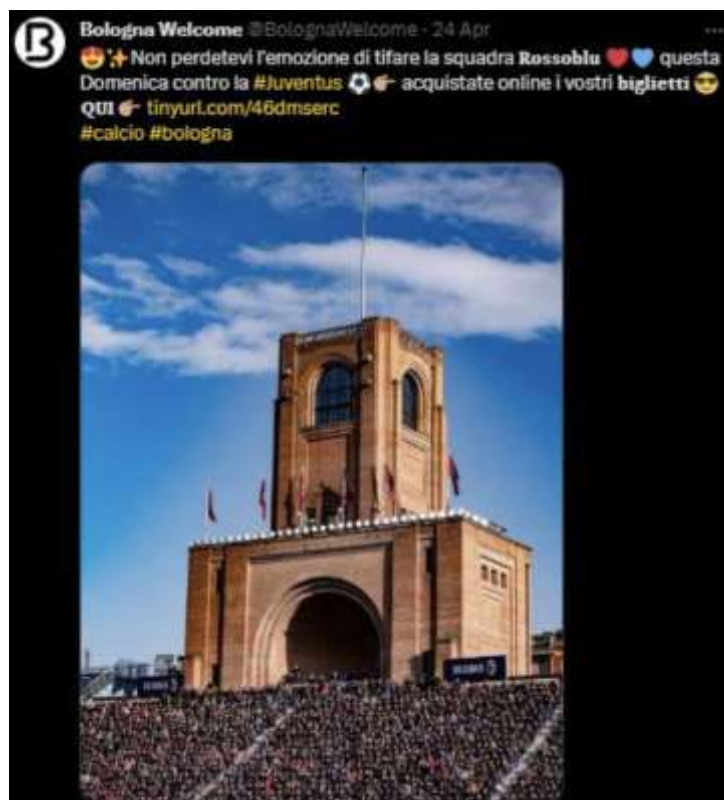 Bologna Welcome @BolognaWelcome · 24 Apr
😍✨Non perdetevi l'emozione di tifare la squadra 𝐑𝐨𝐬𝐬𝐨𝐛𝐥𝐮 ❤️💙 questa
Domenica contro la #Juventus ⚽👉🏼 acquistate online i vostri 𝐛𝐢𝐠𝐥𝐢𝐞𝐭𝐭𝐢 😎
𝐐𝐔𝐈 👉🏼 tinyurl.com/46dmserc
#calcio #bologna